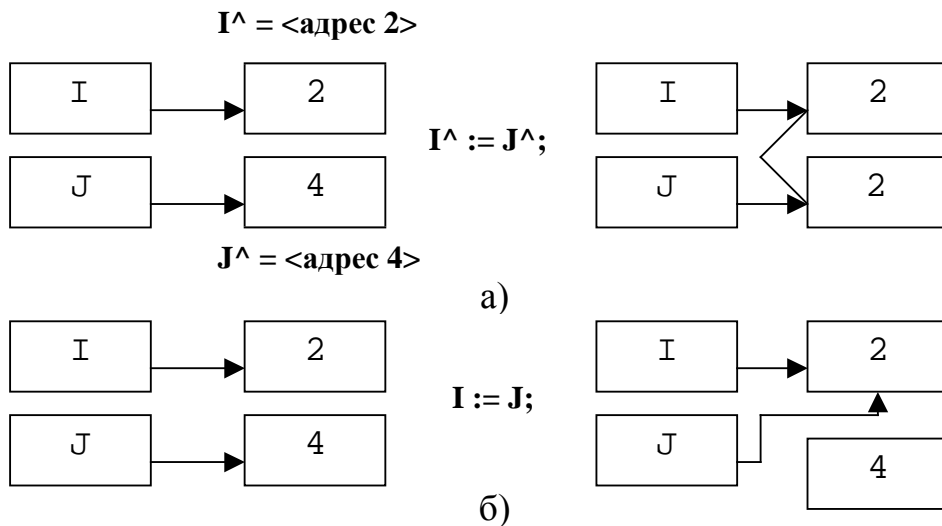 I^ = <адрес 2>
I 2 I 2
I^ := J^;
J 4 J 2
J^ = <адрес 4>
а)
I 2 I 2
I := J;
J 4 J 4
б)